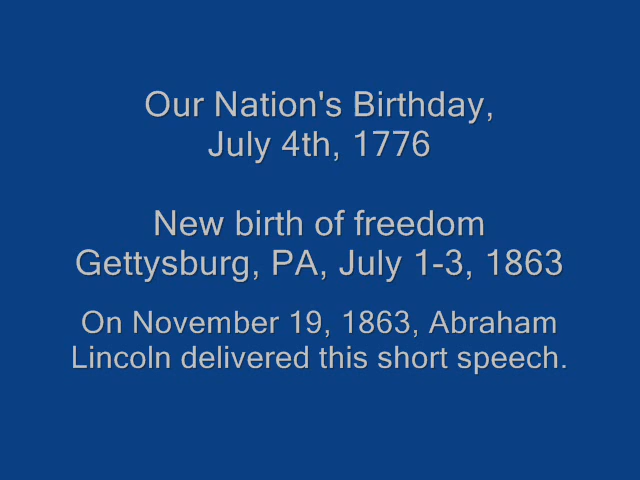 Our Nation's Birthday,
July 4th, 1776
New birth of freedom
Gettysburg, PA, July 1-3, 1863
On November 19, 1863, Abraham
Lincoln delivered this short speech.